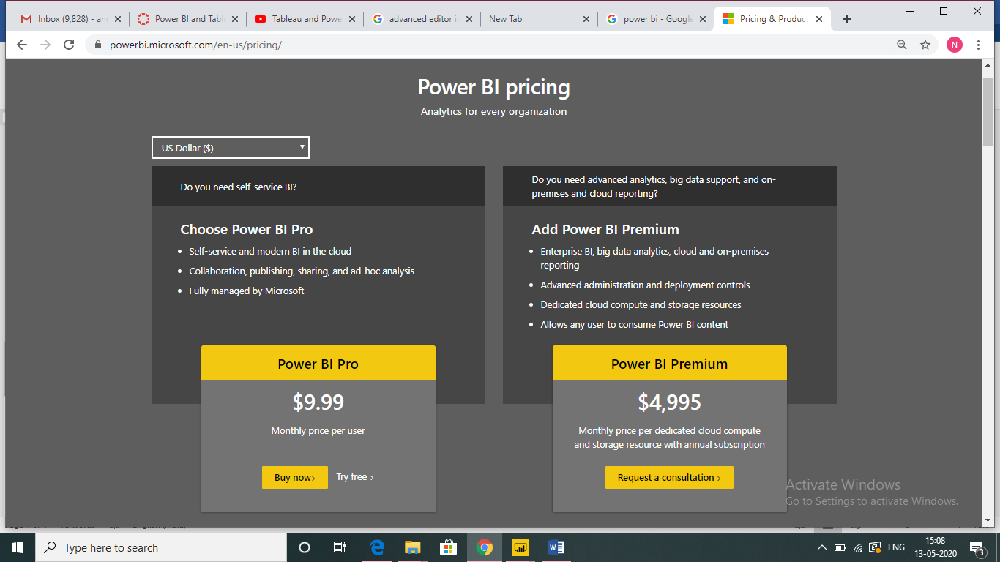 Inbox (9,828) - an
Power BI and Tabl
Tableau and Powe
advanced editor i
New Tab
power bi - Google
Pricing & Product
powerbi.microsoft.com/en-us/pricing/
N
Power BI pricing
Analytics for every organization
US Dollar ($)
Do you need self-service BI?
Choose Power BI Pro
• Self-service and modern BI in the cloud
• Collaboration, publishing, sharing, and ad-hoc analysis
• Fully managed by Microsoft
Power BI Pro
$9.99
Monthly price per user
Buy now›
Try free ›
Do you need advanced analytics, big data support, and on-
premises and cloud reporting?
Add Power BI Premium
• Enterprise BI, big data analytics, cloud and on-premises
reporting
• Advanced administration and deployment controls
• Dedicated cloud compute and storage resources
• Allows any user to consume Power BI content
Power BI Premium
$4,995
Monthly price per dedicated cloud compute
and storage resource with annual subscription
Request a consultation ›
Activate Windows
Go to Settings to activate Windows.
Type here to search
ENG
15:08
13-05-2020
3